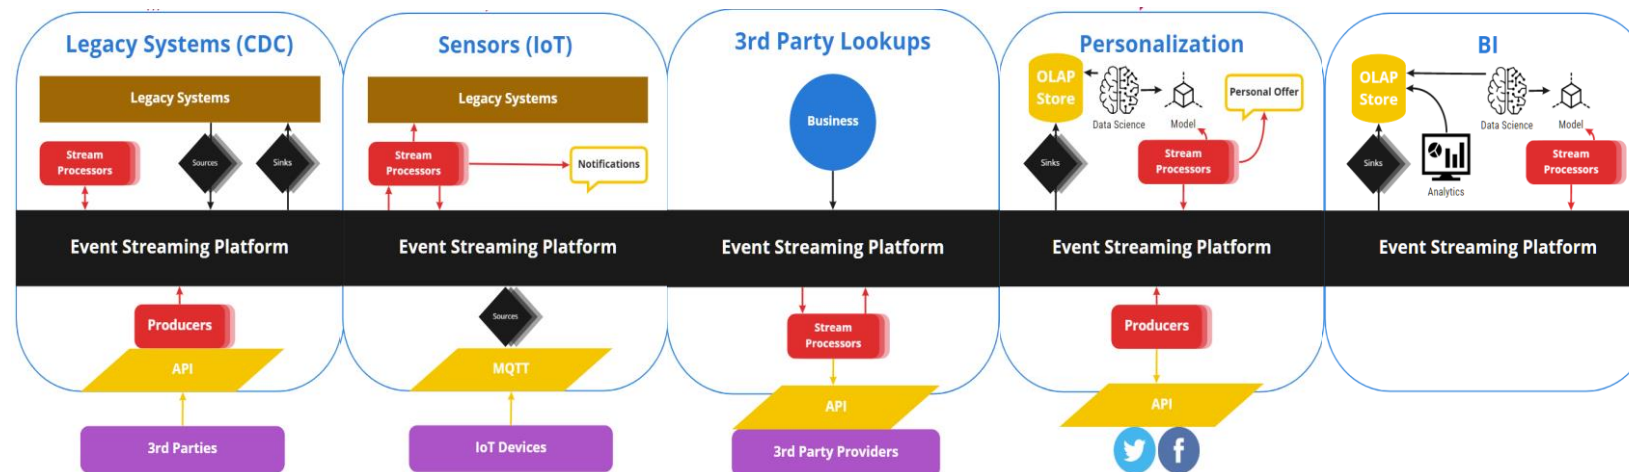 Legacy Systems (CDC)
Legacy Systems
Stream
Processors
Sources
Sinks
Event Streaming Platform
Producers
API
3rd Parties
Sensors (IoT)
Legacy Systems
Stream
Processors
Notifications
Event Streaming Platform
Sources
MQTT
IoT Devices
3rd Party Lookups
Business
Event Streaming Platform
Stream
Processors
API
3rd Party Providers
Personalization
OLAP
Store
Data Science
Model
Personal Offer
Sinks
Stream
Processors
Event Streaming Platform
Producers
API
BI
OLAP
Store
Data Science
Model
Sinks
Analytics
Stream
Processors
Event Streaming Platform